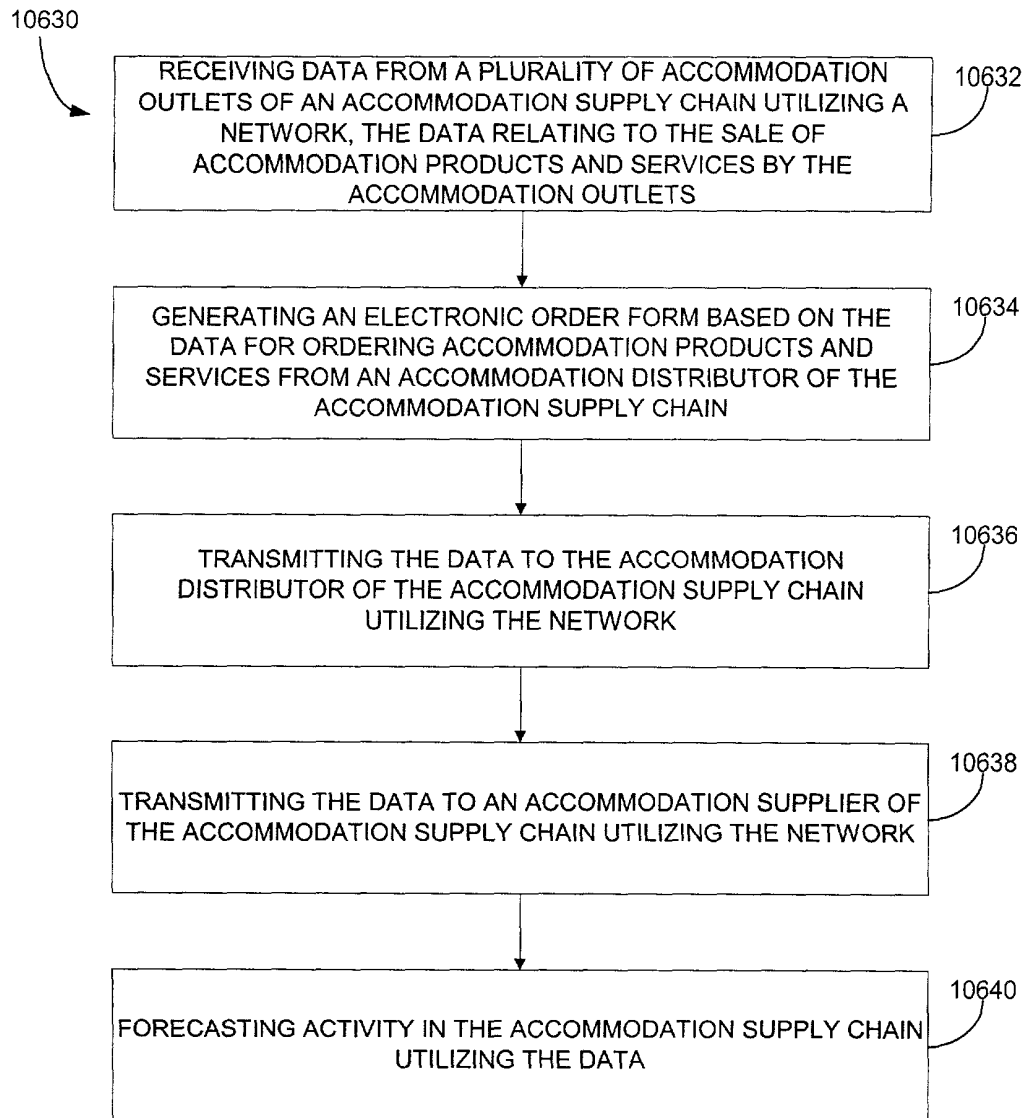 10630
RECEIVING DATA FROM A PLURALITY OF ACCOMMODATION
OUTLETS OF AN ACCOMMODATION SUPPLY CHAIN UTILIZING A
NETWORK, THE DATA RELATING TO THE SALE OF
ACCOMMODATION PRODUCTS AND SERVICES BY THE
ACCOMMODATION OUTLETS
10632
GENERATING AN ELECTRONIC ORDER FORM BASED ON THE
DATA FOR ORDERING ACCOMMODATION PRODUCTS AND
SERVICES FROM AN ACCOMMODATION DISTRIBUTOR OF THE
ACCOMMODATION SUPPLY CHAIN
10634
TRANSMITTING THE DATA TO THE ACCOMMODATION
DISTRIBUTOR OF THE ACCOMMODATION SUPPLY CHAIN
UTILIZING THE NETWORK
10636
TRANSMITTING THE DATA TO AN ACCOMMODATION SUPPLIER OF
THE ACCOMMODATION SUPPLY CHAIN UTILIZING THE NETWORK
10638
FORECASTING ACTIVITY IN THE ACCOMMODATION SUPPLY CHAIN
UTILIZING THE DATA
10640